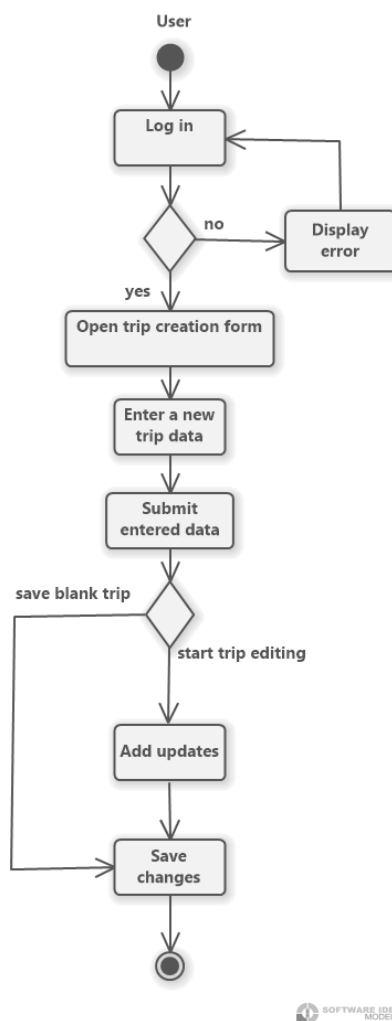 User
Log in
no
Display
error
yes
Open trip creation form
Enter a new
trip data
Submit
entered data
save blank trip
start trip editing
Add updates
Save
changes
SOFTWARE IDE
MODE